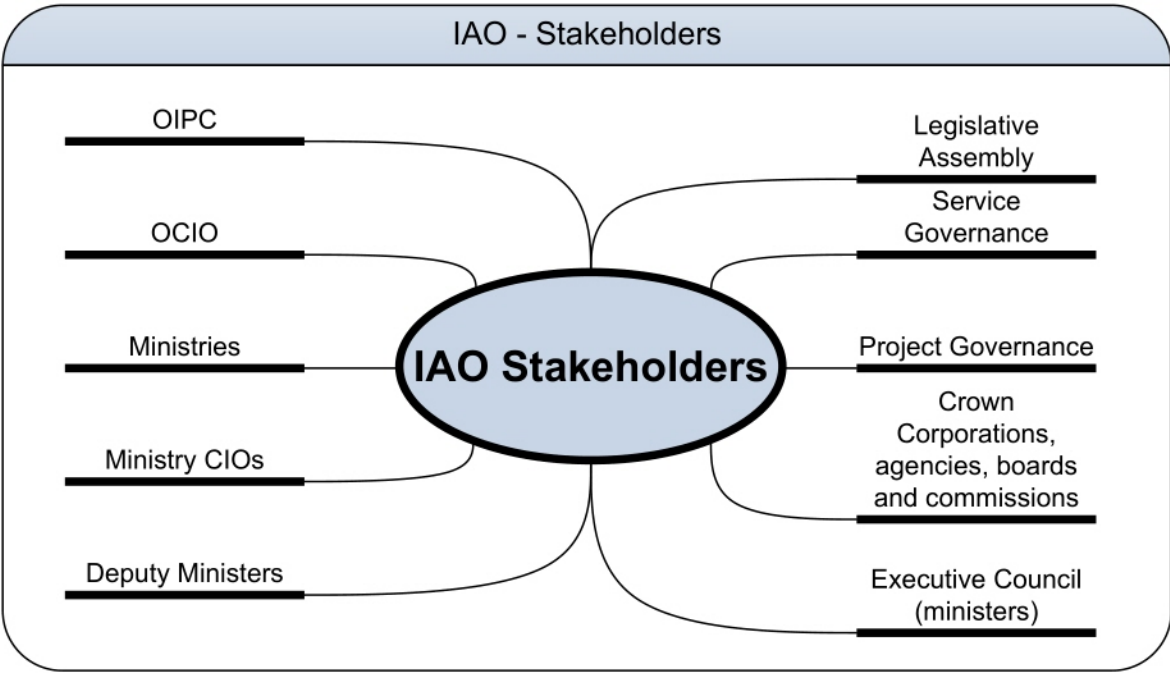 IAO - Stakeholders
OIPC
OCIO
Ministries
Ministry CIOs
Deputy Ministers
IAO Stakeholders
Legislative
Assembly
Service
Governance
Project Governance
Crown
Corporations,
agencies, boards
and commissions
Executive Council
(ministers)